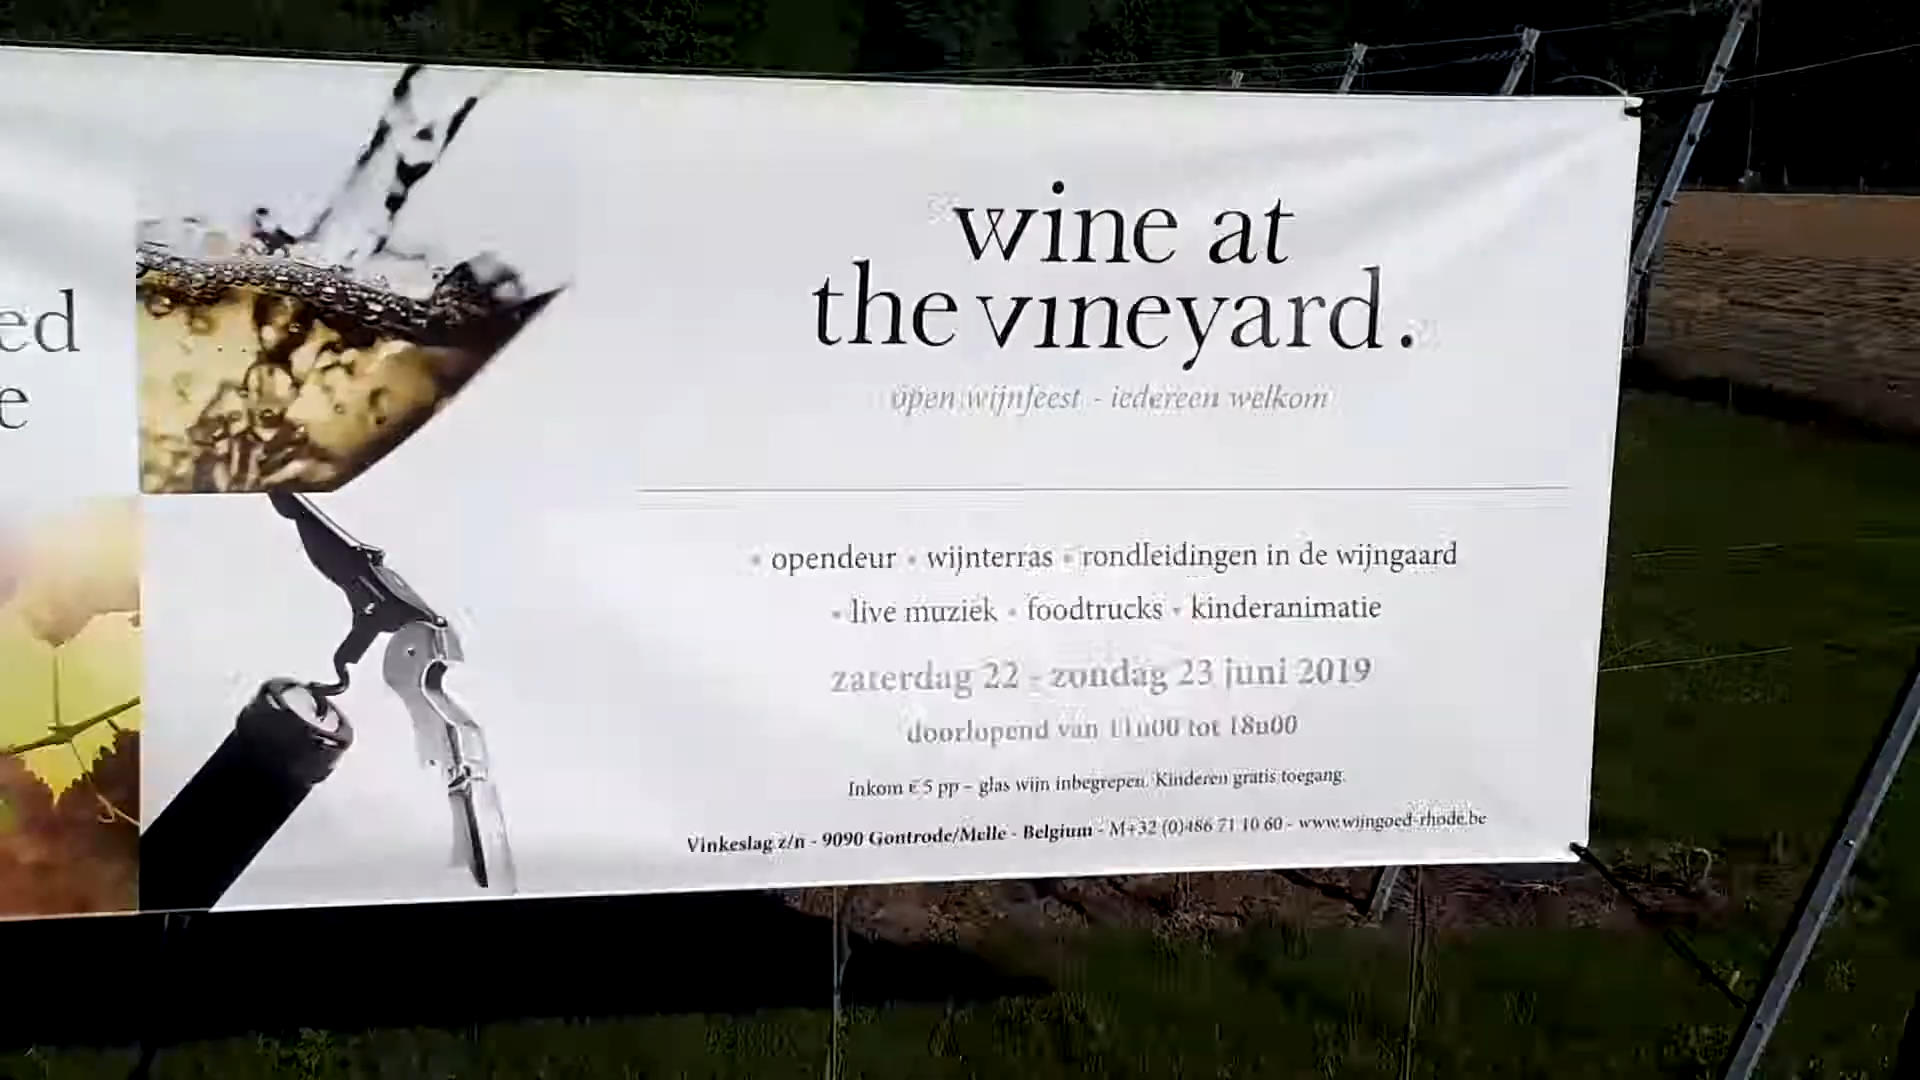 ed
e
wine at
the vineyard.
open wijnfeest - iedereen welkom
• opendeur • wijnterras • rondleidingen in de wijngaard
• live muziek • foodtrucks • kinderanimatie
zaterdag 22 - zondag 23 juni 2019
doorlopend van 11u00 tot 18u00
Inkom € 5 pp – glas wijn inbegrepen. Kinderen gratis toegang.
Vinkeslag z/n - 9090 Gontrode/Melle - Belgium - M+32 (0)486 71 10 60 - www.wijngoed-rhode.be